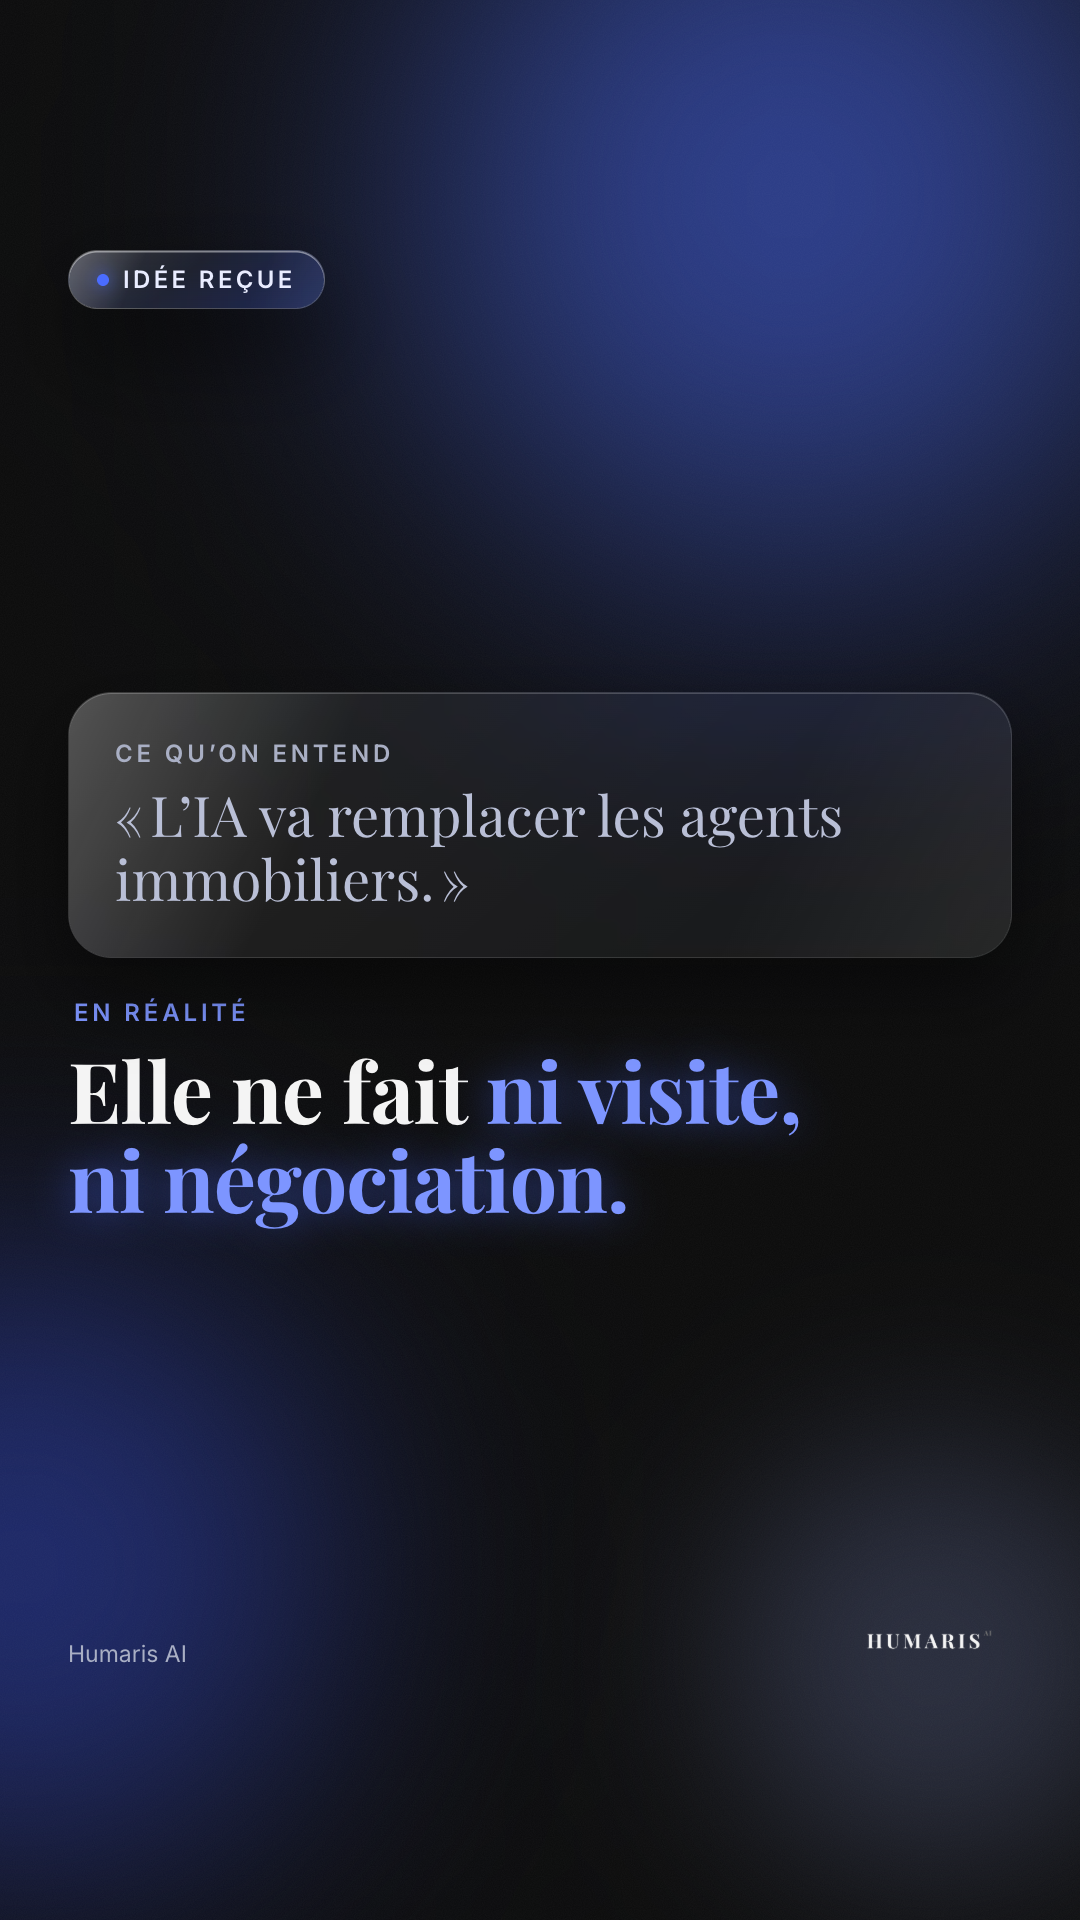 IDÉE REÇUE
CE QU’ON ENTEND
« L’IA va remplacer les agents
immobiliers. »
EN RÉALITÉ
Elle ne fait ni visite,
ni négociation.
Humaris AI
HUMARIS AI